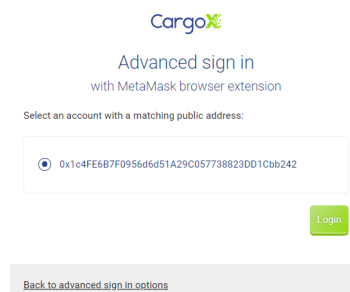 CargoX
Advanced sign in
with MetaMask browser extension
Select an account with a matching public address:
0x1c4FE6B7F0956d6d51A29C057738823DD1Cbb242
Login
Back to advanced sign in options